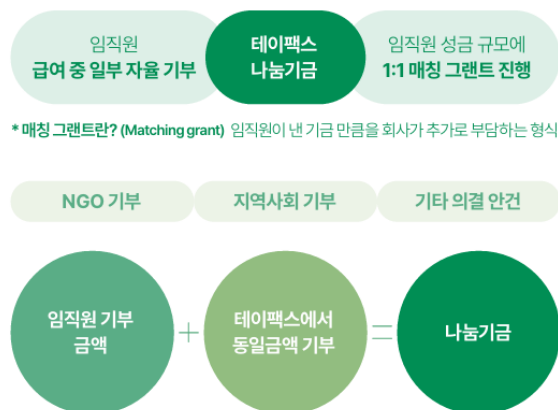 임직원
급여 중 일부 자율 기부
테이팩스
나눔기금
임직원 성금 규모에
1:1 매칭 그랜트 진행
* 매칭 그랜트란? (Matching grant) 임직원이 낸 기금 만큼을 회사가 추가로 부담하는 형식
NGO 기부
지역사회 기부
기타 의결 안건
임직원 기부
금액
+
테이팩스에서
동일금액 기부
=
나눔기금